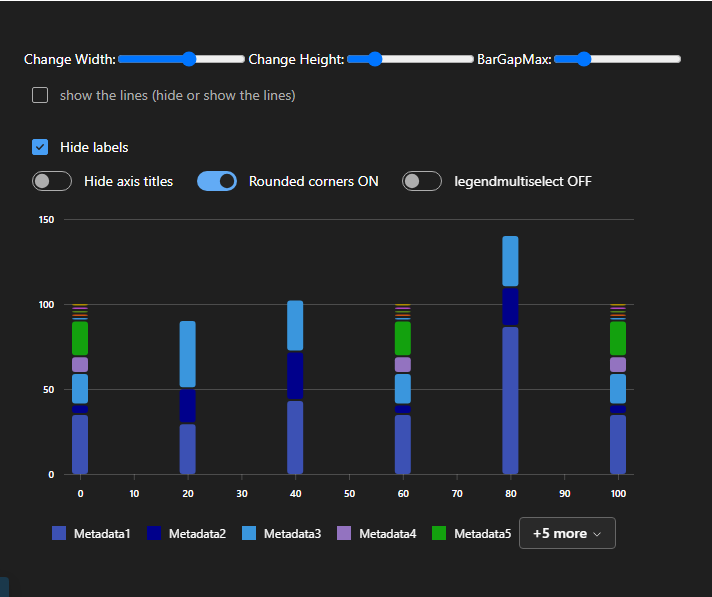 Change Width: Change Height: BarGapMax:
show the lines (hide or show the lines)
Hide labels
Hide axis titles Rounded corners ON legendmultiselect OFF
150
100
50
0
0 10 20 30 40 50 60 70 80 90 100
Metadata1 Metadata2 Metadata3 Metadata4 Metadata5 +5 more